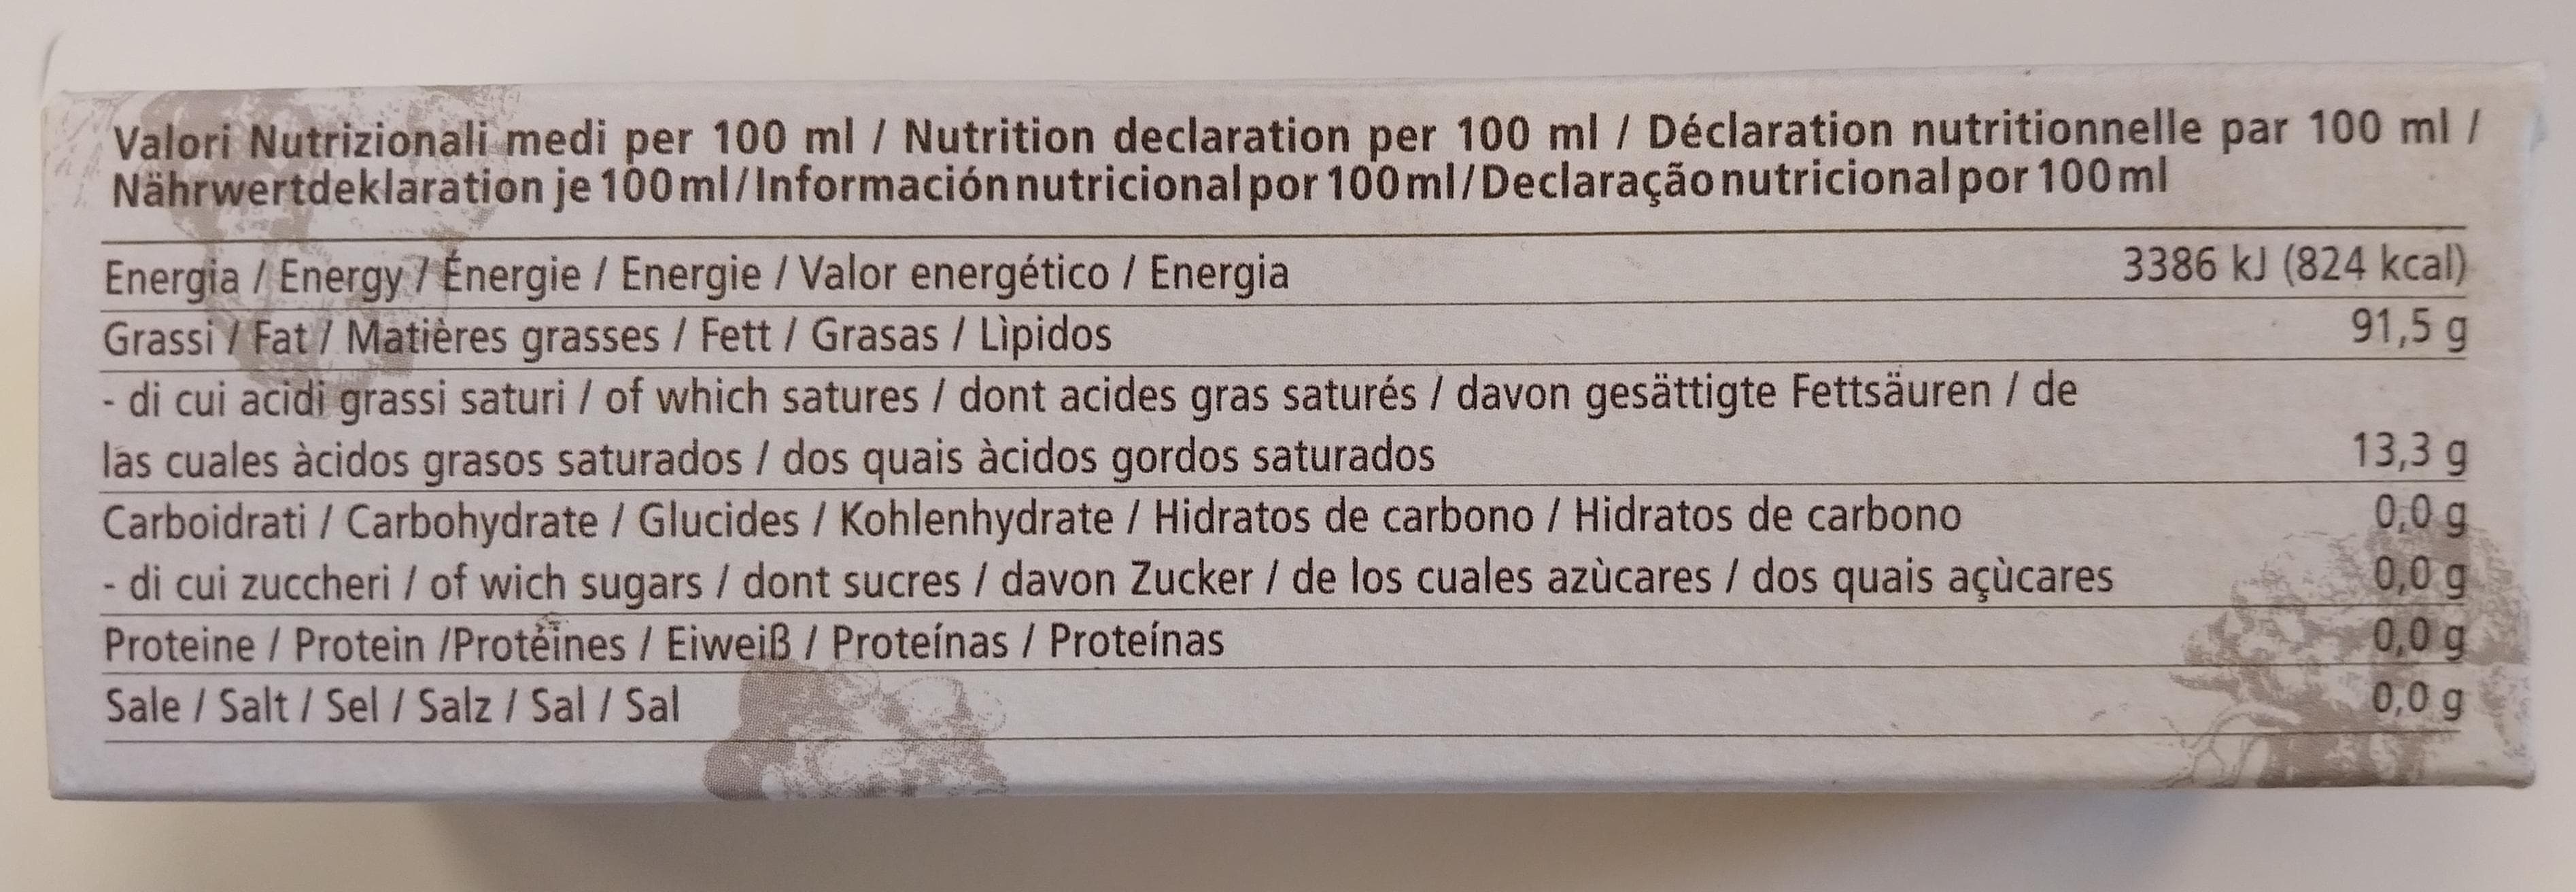 Valori Nutrizionali medi per 100 ml / Nutrition declaration per 100 ml / Déclaration nutritionnelle par 100 ml /
Nährwertdeklaration je 100 ml / Información nutricional por 100 ml / Declaração nutricional por 100 ml
Energia / Energy / Énergie / Energie / Valor energético / Energia 3386 kJ (824 kcal)
Grassi / Fat / Matières grasses / Fett / Grasas / Lìpidos 91,5 g
- di cui acidi grassi saturi / of which satures / dont acides gras saturés / davon gesättigte Fettsäuren / de
las cuales àcidos grasos saturados / dos quais àcidos gordos saturados 13,3 g
Carboidrati / Carbohydrate / Glucides / Kohlenhydrate / Hidratos de carbono / Hidratos de carbono 0,0 g
- di cui zuccheri / of wich sugars / dont sucres / davon Zucker / de los cuales azùcares / dos quais açùcares 0,0 g
Proteine / Protein /Protéines / Eiweiß / Proteínas / Proteínas 0,0 g
Sale / Salt / Sel / Salz / Sal / Sal 0,0 g